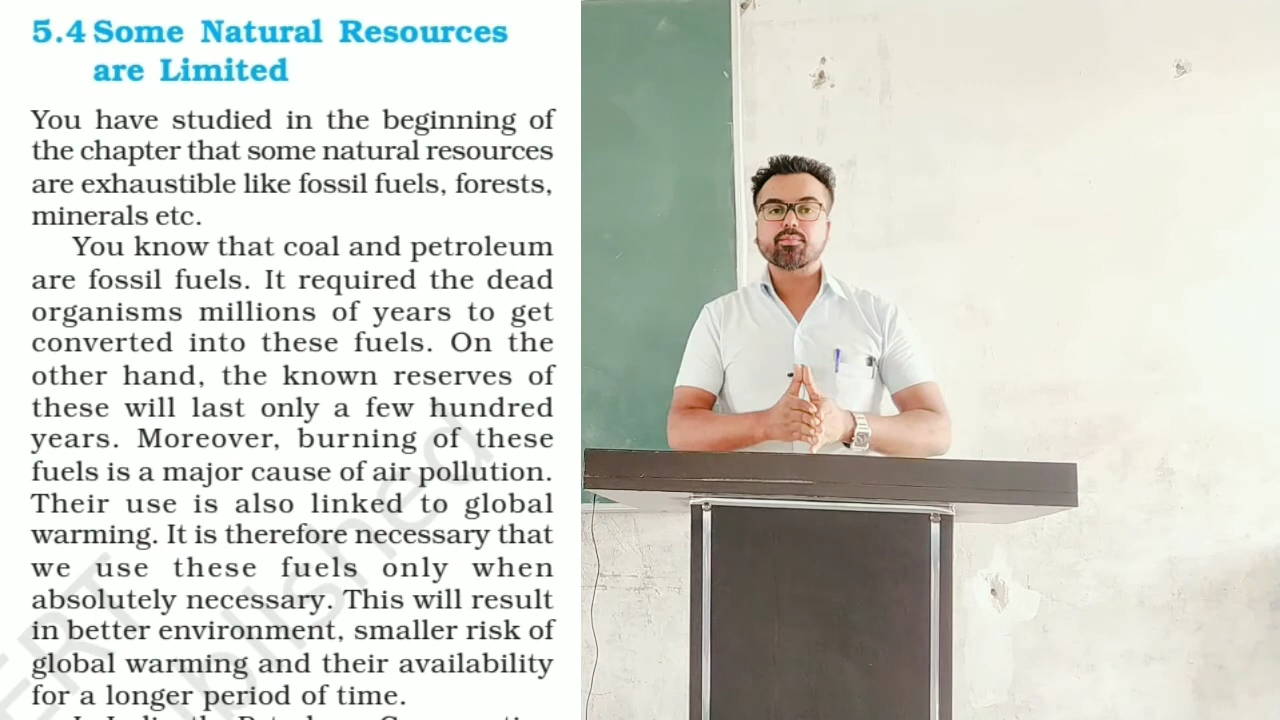 5.4 Some Natural Resources
are Limited
You have studied in the beginning of
the chapter that some natural resources
are exhaustible like fossil fuels, forests,
minerals etc.
You know that coal and petroleum
are fossil fuels. It required the dead
organisms millions of years to get
converted into these fuels. On the
other hand, the known reserves of
these will last only a few hundred
years. Moreover, burning of these
fuels is a major cause of air pollution.
Their use is also linked to global
warming. It is therefore necessary that
we use these fuels only when
absolutely necessary. This will result
in better environment, smaller risk of
global warming and their availability
for a longer period of time.